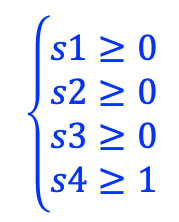 s1 ≥ 0
s2 ≥ 0
s3 ≥ 0
s4 ≥ 1